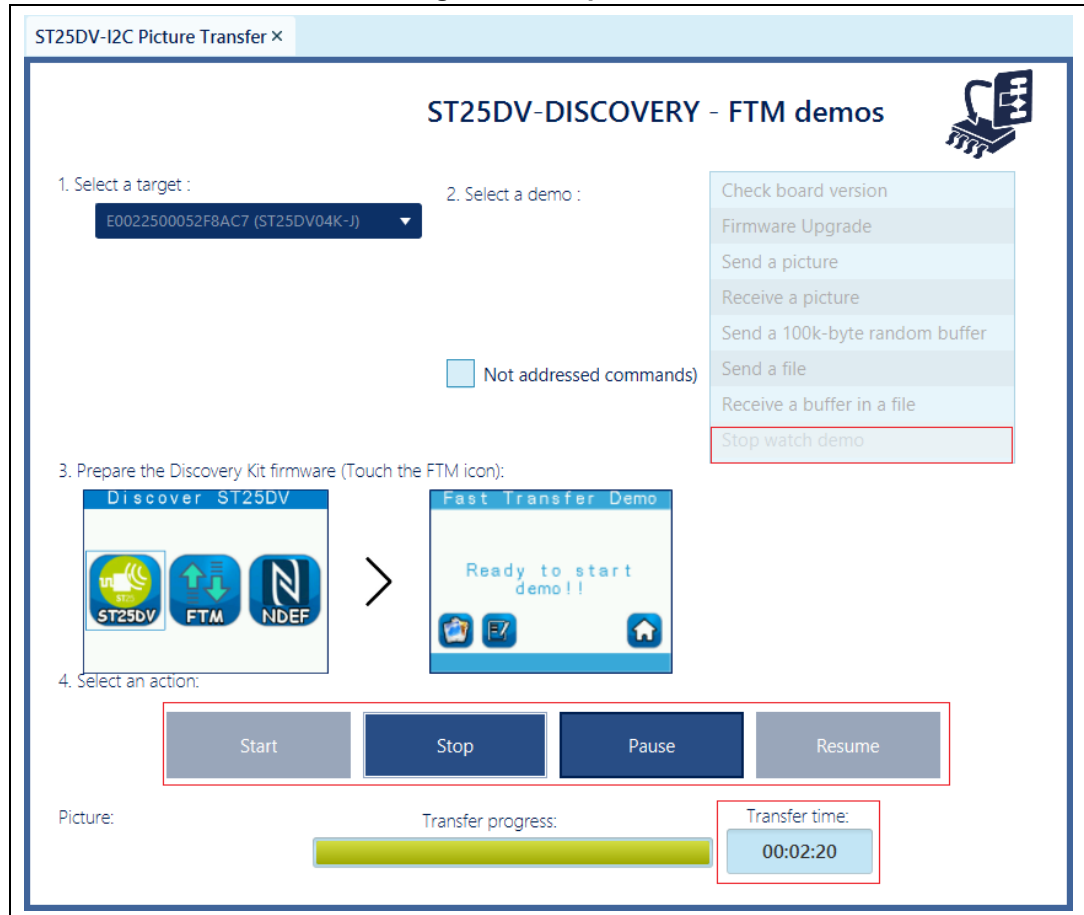 ST25DV-I2C Picture Transfer ×
ST25DV-DISCOVERY - FTM demos
1. Select a target :
E0022500052F8AC7 (ST25DV04K-J)
2. Select a demo :
Check board version
Firmware Upgrade
Send a picture
Receive a picture
Send a 100k-byte random buffer
Send a file
Receive a buffer in a file
Stop watch demo
Not addressed commands)
3. Prepare the Discovery Kit firmware (Touch the FTM icon):
Discover ST25DV
ST25
ST25DV
FTM
NDEF
Fast Transfer Demo
Ready to start
demo!!
4. Select an action:
Start
Stop
Pause
Resume
Picture:
Transfer progress:
Transfer time:
00:02:20